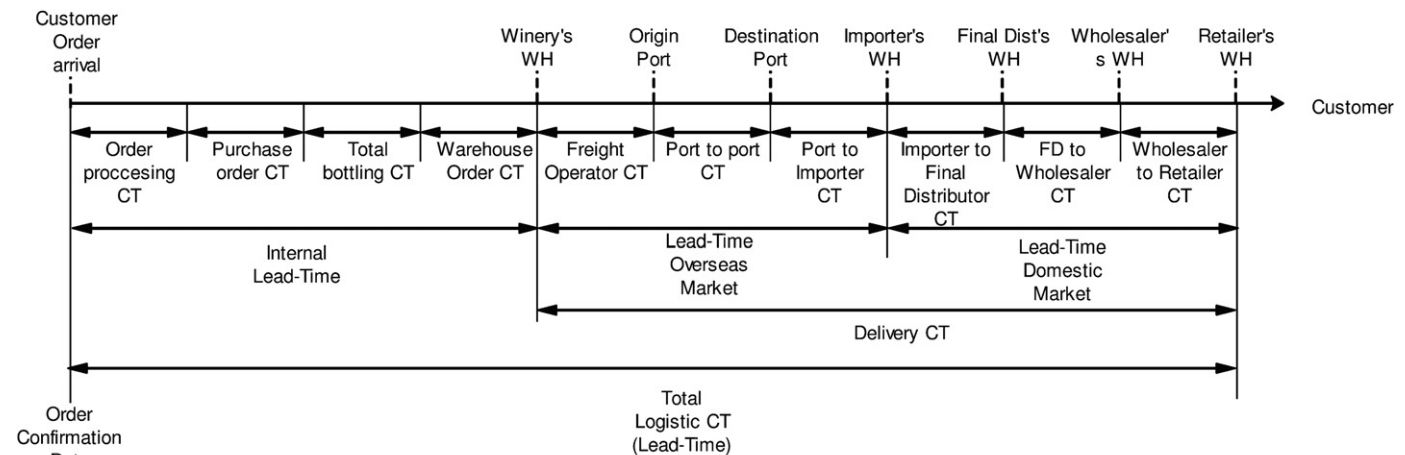 Customer
Order
arrival
Winery's
WH
Origin
Port
Destination
Port
Importer's
WH
Final Dist's
WH
Wholesaler'
s WH
Retailer's
WH
Customer
Order
proccesing
CT
Purchase
order CT
Total
bottling CT
Warehouse
Order CT
Freight
Operator CT
Port to port
CT
Port to
Importer
CT
Importer to
Final
Distributor
CT
FD to
Wholesaler
CT
Wholesaler
to Retailer
CT
Internal
Lead-Time
Lead-Time
Overseas
Market
Lead-Time
Domestic
Market
Delivery CT
Total
Logistic CT
(Lead-Time)
Order
Confirmation